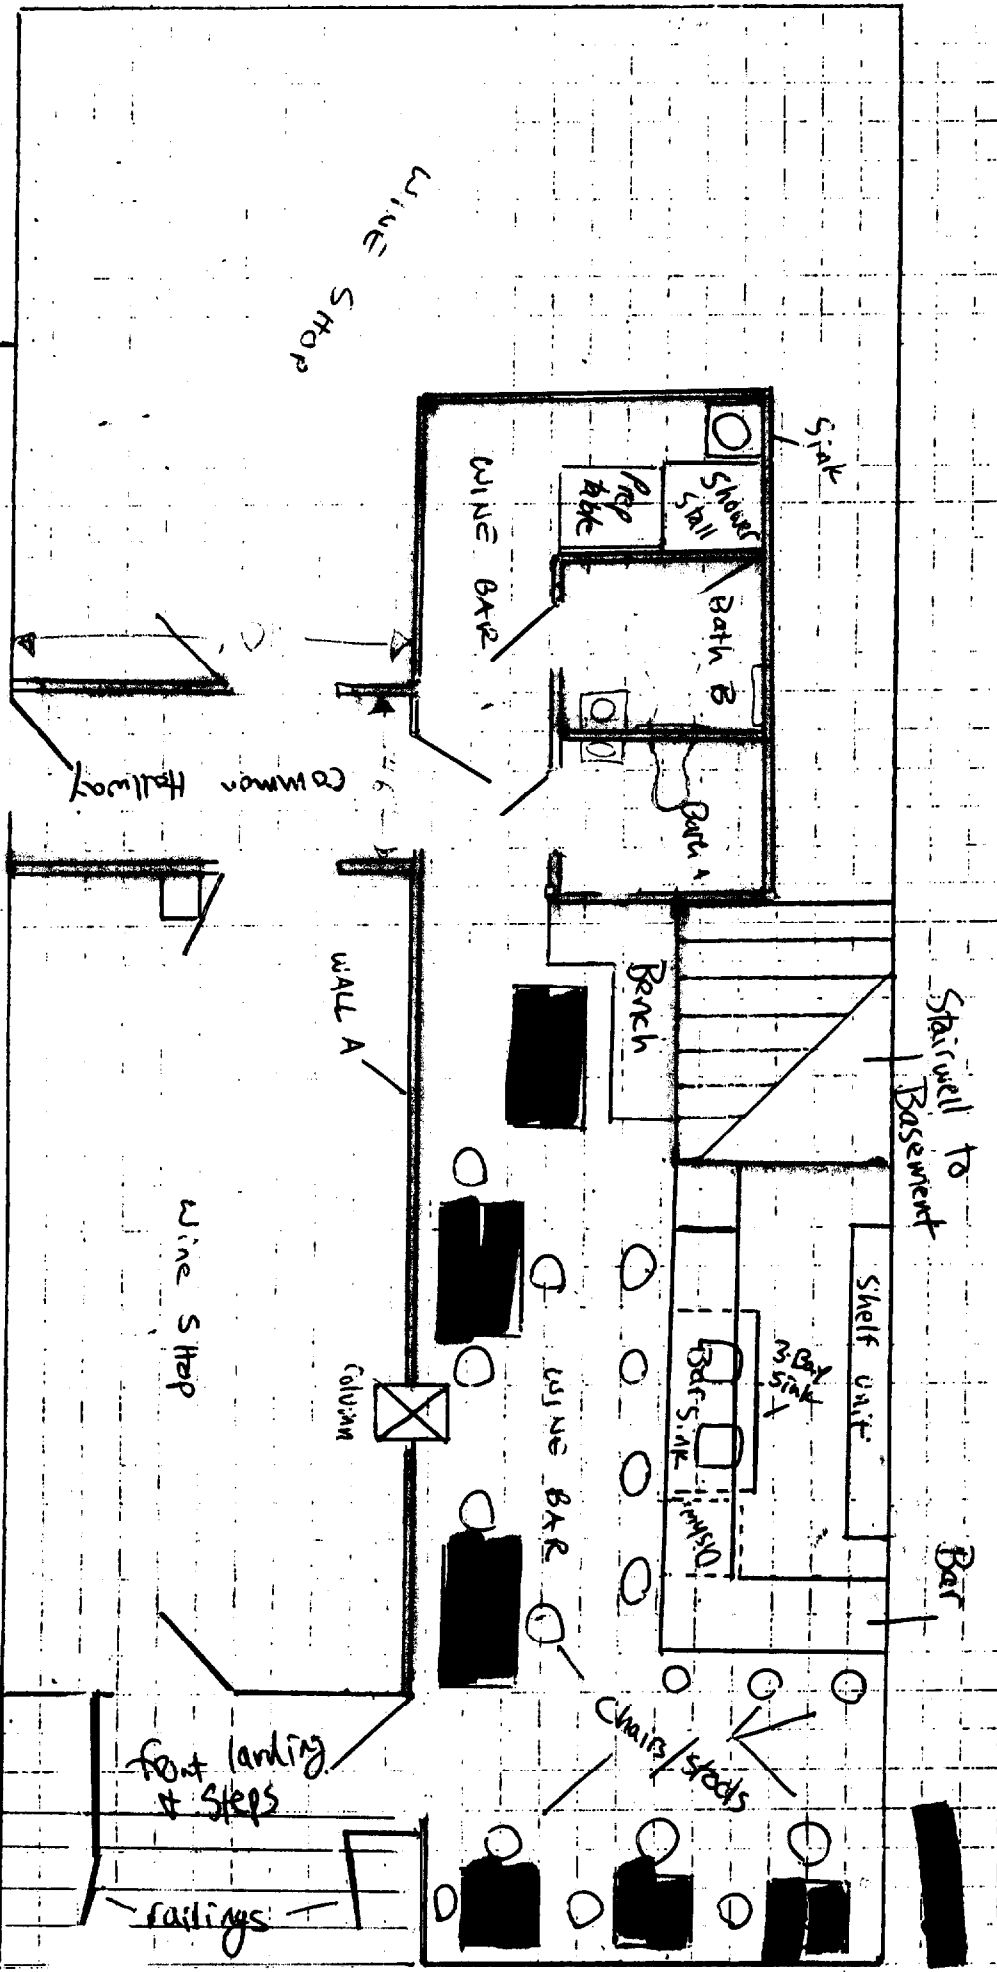 WINE SHOP
Sink
Shower
Stall
Prep
table
WINE BAR
Bath B
Bath A
Common Hallway
Bench
WALL A
Stairwell to
Basement
Wine SHOP
Column
WINE BAR
Shelf unit
3-Bay
Sink
Bar Sink
Bar
Chairs/stools
front landing
& Steps
railings